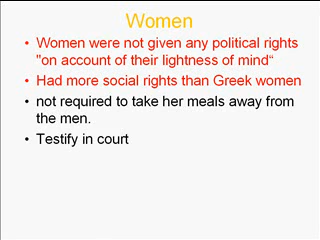 Women
• Women were not given any political rights
"on account of their lightness of mind“
• Had more social rights than Greek women
• not required to take her meals away from
the men.
• Testify in court